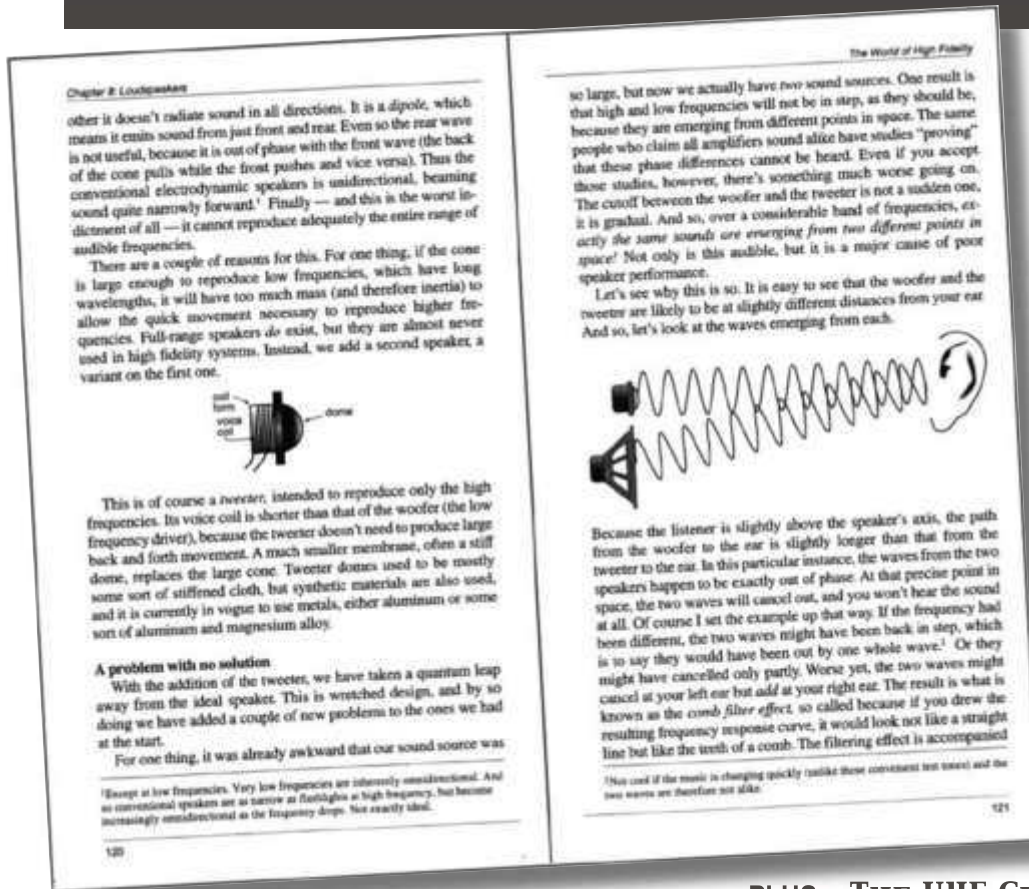 Chapter 8: Loudspeakers
other it doesn't radiate sound in all directions. It is a dipole, which
means it emits sound from just front and rear. Even so the rear wave
is not useful, because it is out of phase with the front wave (the back
of the cone pulls while the front pushes and vice versa). Thus the
conventional electrodynamic speakers is unidirectional, beaming
sound quite narrowly forward.¹ Finally — and this is the worst in-
dictment of all — it cannot reproduce adequately the entire range of
audible frequencies.
There are a couple of reasons for this. For one thing, if the cone
is large enough to reproduce low frequencies, which have long
wavelengths, it will have too much mass (and therefore inertia) to
allow the quick movement necessary to reproduce higher fre-
quencies. Full-range speakers do exist, but they are almost never
used in high fidelity systems. Instead, we add a second speaker, a
variant on the first one.
coil
form
voice
coil
dome
This is of course a tweeter, intended to reproduce only the high
frequencies. Its voice coil is shorter than that of the woofer (the low
frequency driver), because the tweeter doesn't need to produce large
back and forth movement. A much smaller membrane, often a stiff
dome, replaces the large cone. Tweeter domes used to be mostly
some sort of stiffened cloth, but synthetic materials are also used,
and it is currently in vogue to use metals, either aluminum or some
sort of aluminum and magnesium alloy.
A problem with no solution
With the addition of the tweeter, we have taken a quantum leap
away from the ideal speaker. This is wretched design, and by so
doing we have added a couple of new problems to the ones we had
at the start.
For one thing, it was already awkward that our sound source was
¹Except at low frequencies. Very low frequencies are inherently omnidirectional. And
so conventional speakers are as narrow as flashlights at high frequency, but become
increasingly omnidirectional as the frequency drops. Not exactly ideal.
120
The World of High Fidelity
so large, but now we actually have two sound sources. One result is
that high and low frequencies will not be in step, as they should be,
because they are emerging from different points in space. The same
people who claim all amplifiers sound alike have studies “proving”
that these phase differences cannot be heard. Even if you accept
those studies, however, there's something much worse going on.
The cutoff between the woofer and the tweeter is not a sudden one,
it is gradual. And so, over a considerable band of frequencies, ex-
actly the same sounds are emerging from two different points in
space! Not only is this audible, but it is a major cause of poor
speaker performance.
Let's see why this is so. It is easy to see that the woofer and the
tweeter are likely to be at slightly different distances from your ear
And so, let's look at the waves emerging from each.
Because the listener is slightly above the speaker's axis, the path
from the woofer to the ear is slightly longer than that from the
tweeter to the ear. In this particular instance, the waves from the two
speakers happen to be exactly out of phase. At that precise point in
space, the two waves will cancel out, and you won't hear the sound
at all. Of course I set the example up that way. If the frequency had
been different, the two waves might have been back in step, which
is to say they would have been out by one whole wave.² Or they
might have cancelled only partly. Worse yet, the two waves might
cancel at your left ear but add at your right ear. The result is what is
known as the comb filter effect, so called because if you drew the
resulting frequency response curve, it would look not like a straight
line but like the teeth of a comb. The filtering effect is accompanied
²Not cool if the music is changing quickly (unlike those convenient test tones) and the
two waves are therefore not alike.
121